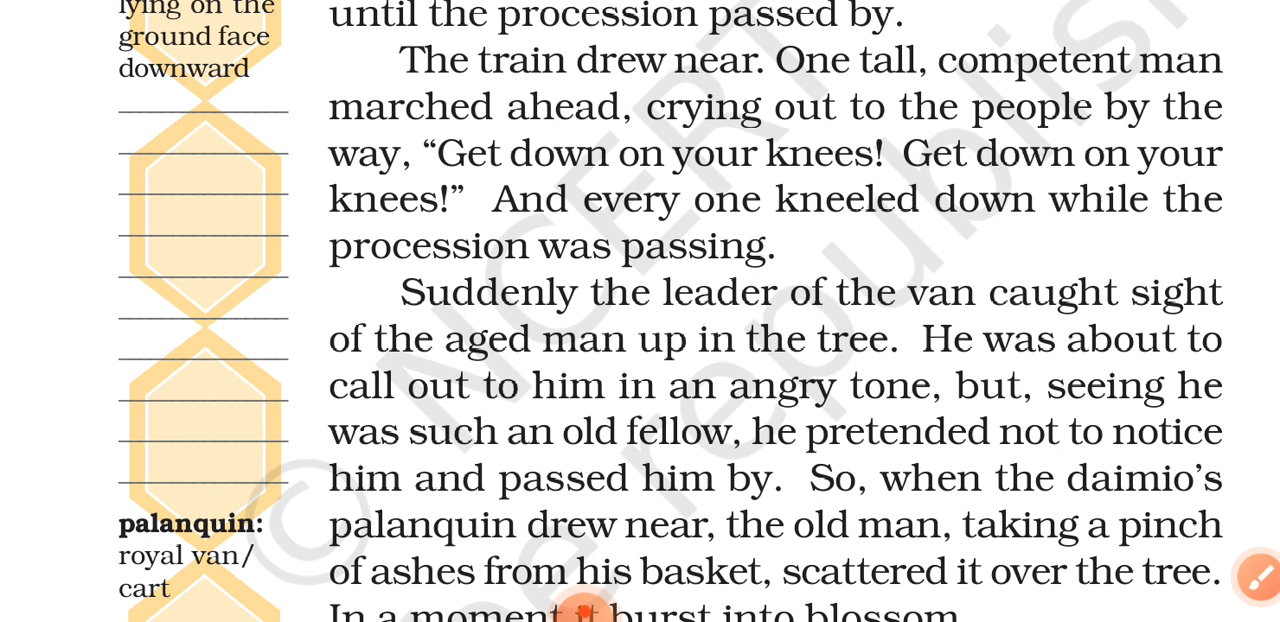 lying on the
ground face
downward
palanquin:
royal van/
cart
until the procession passed by.
The train drew near. One tall, competent man
marched ahead, crying out to the people by the
way, “Get down on your knees! Get down on your
knees!” And every one kneeled down while the
procession was passing.
Suddenly the leader of the van caught sight
of the aged man up in the tree. He was about to
call out to him in an angry tone, but, seeing he
was such an old fellow, he pretended not to notice
him and passed him by. So, when the daimio’s
palanquin drew near, the old man, taking a pinch
of ashes from his basket, scattered it over the tree.
In a moment it burst into blossom.
© NCERT
be republis